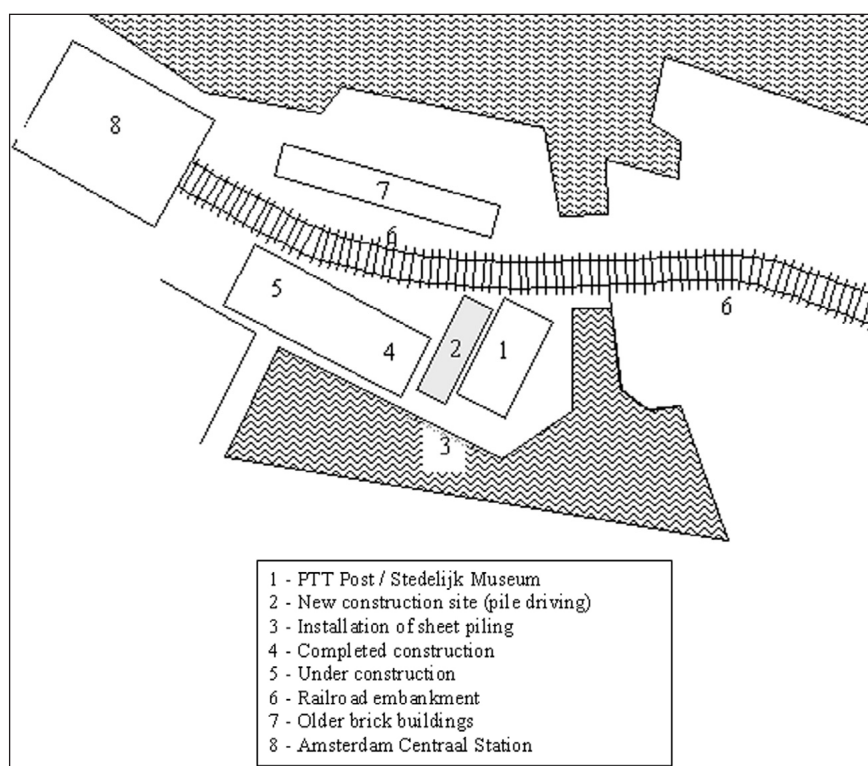 8
7
6
5
6
4
2
1
3
1 - PTT Post / Stedelijk Museum
2 - New construction site (pile driving)
3 - Installation of sheet piling
4 - Completed construction
5 - Under construction
6 - Railroad embankment
7 - Older brick buildings
8 - Amsterdam Centraal Station